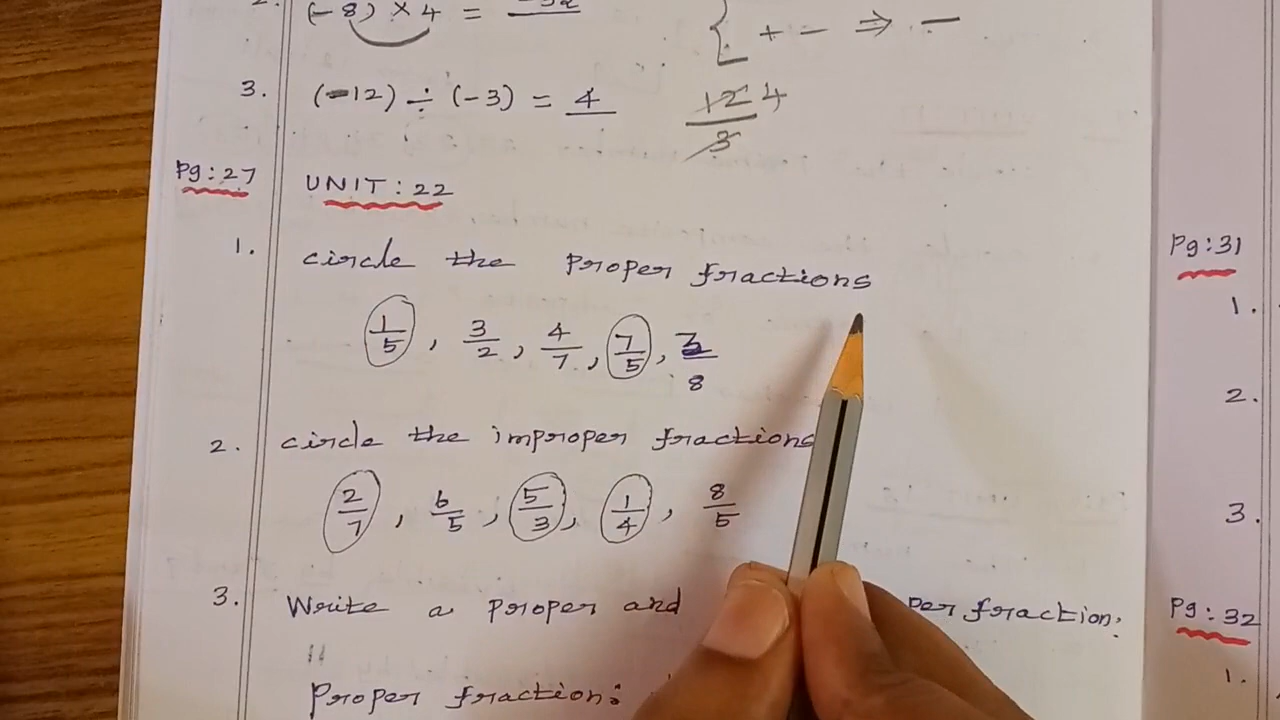 2. (-8) × 4 = -32
+ - ⇒ -
3. (-12) ÷ (-3) = 4
12 4
3
Pg:27 UNIT:22
1. circle the Proper fractions
1/5, 3/2, 4/7, 7/5, 3/8
2. circle the improper fractions
2/7, 6/5, 5/3, 1/4, 8/5
3. Write a proper and per fraction:
Proper fraction:
Pg:31
1.
2.
3.
Pg:32
1.